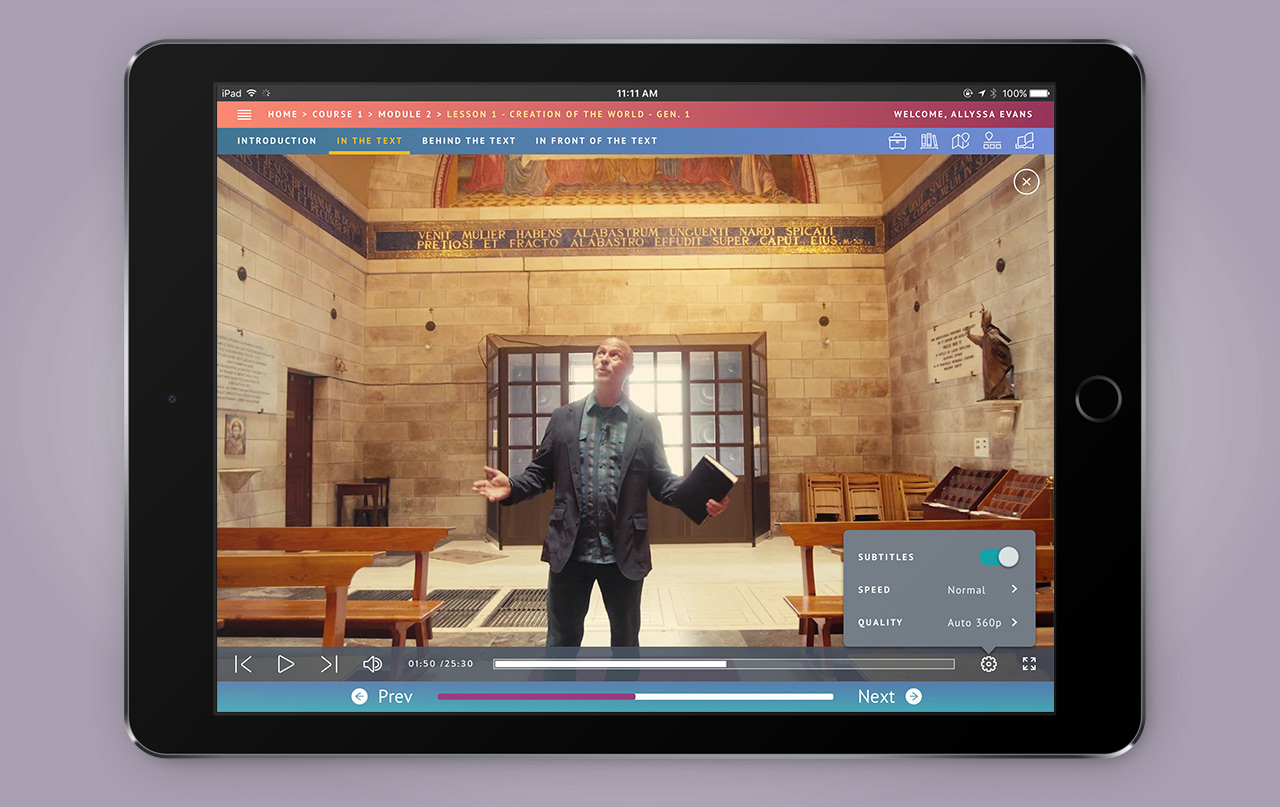 iPad
11:11 AM
100%
HOME > COURSE 1 > MODULE 2 > LESSON 1 - CREATION OF THE WORLD - GEN. 1
WELCOME, ALLYSSA EVANS
INTRODUCTION
IN THE TEXT
BEHIND THE TEXT
IN FRONT OF THE TEXT
VENIT MULIER HABENS ALABASTRUM UNGUENTI NARDI SPICATI
PRETIOSI ET FRACTO ALABASTRO EFFUDIT SUPER CAPUT EIUS.
SUBTITLES
SPEED
Normal
QUALITY
Auto 360p
01:50 /25:30
Prev
Next